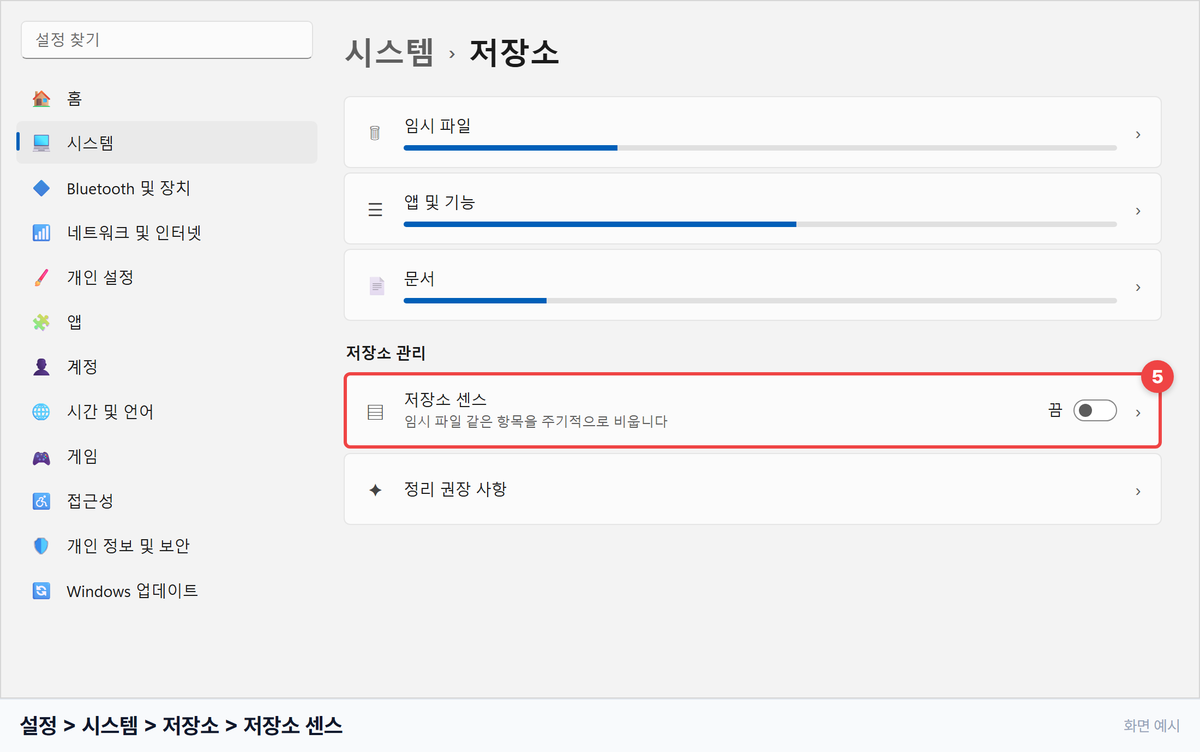 설정 찾기
홈
시스템
Bluetooth 및 장치
네트워크 및 인터넷
개인 설정
앱
계정
시간 및 언어
게임
접근성
개인 정보 및 보안
Windows 업데이트
시스템 › 저장소
임시 파일
앱 및 기능
문서
저장소 관리
5
저장소 센스
임시 파일 같은 항목을 주기적으로 비웁니다
끔
정리 권장 사항
설정 > 시스템 > 저장소 > 저장소 센스
화면 예시